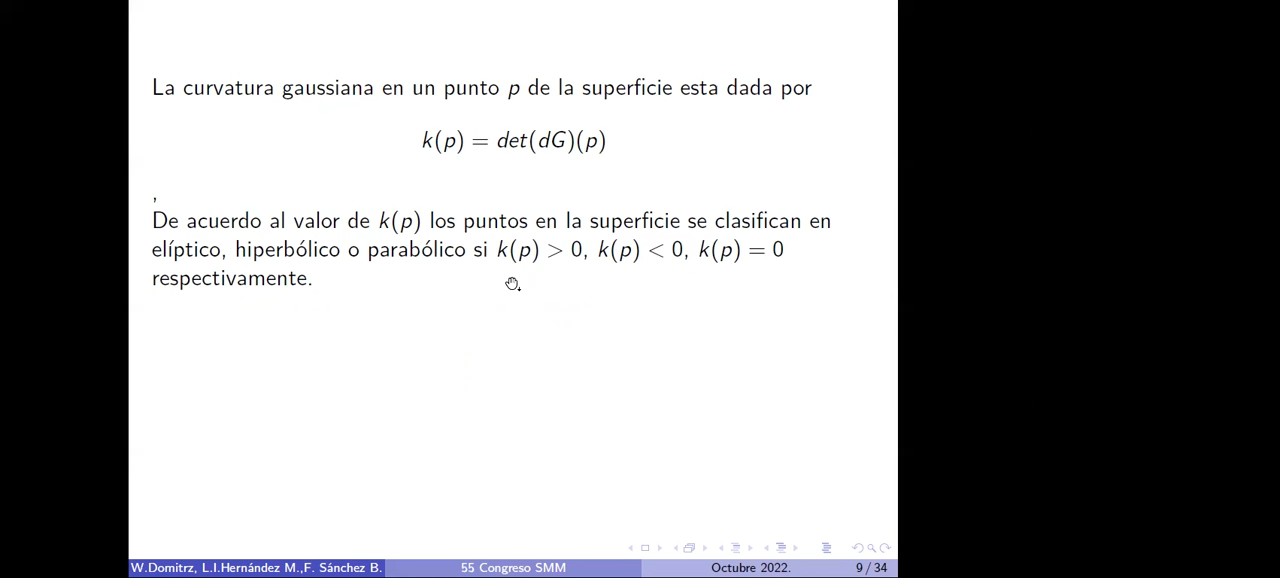 La curvatura gaussiana en un punto p de la superficie esta dada por
k(p) = det(dG)(p)
,
De acuerdo al valor de k(p) los puntos en la superficie se clasifican en
elíptico, hiperbólico o parabólico si k(p) > 0, k(p) < 0, k(p) = 0
respectivamente.
W.Domitrz, L.I.Hernández M.,F. Sánchez B. 55 Congreso SMM Octubre 2022. 9 / 34